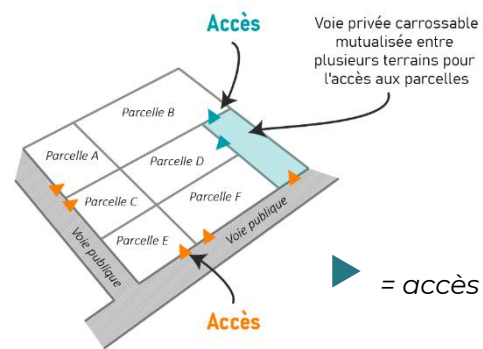 Accès
Voie privée carrossable
mutualisée entre
plusieurs terrains pour
l'accès aux parcelles
Parcelle B
Parcelle A
Parcelle D
Parcelle C
Parcelle F
Parcelle E
Voie publique
Voie publique
= accès
Accès